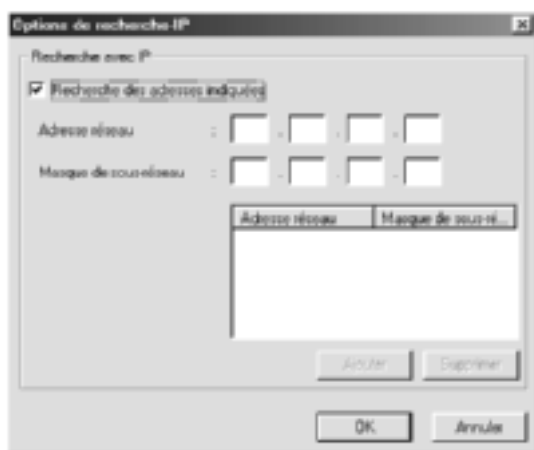 Options de recherche-IP
Recherche avec IP
Recherche des adresses indiquées
Adresse réseau : . . .
Masque de sous-réseau : . . .
Adresse réseau Masque de sous-ré...
Ajouter Supprimer
OK Annuler